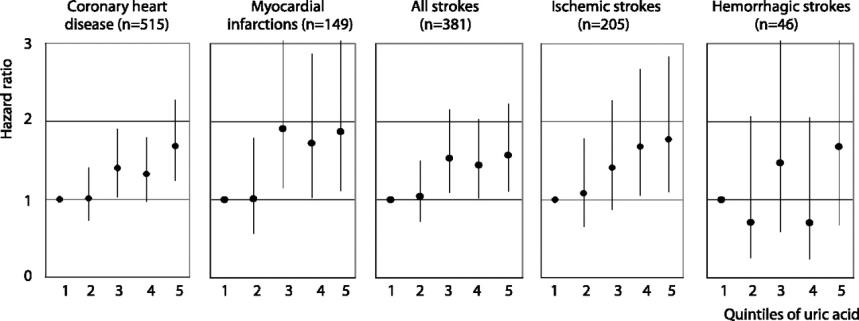 Coronary heart
disease (n=515)
Myocardial
infarctions (n=149)
All strokes
(n=381)
Ischemic strokes
(n=205)
Hemorrhagic strokes
(n=46)
Hazard ratio
3
2
1
0
1 2 3 4 5
1 2 3 4 5
1 2 3 4 5
1 2 3 4 5
1 2 3 4 5
Quintiles of uric acid